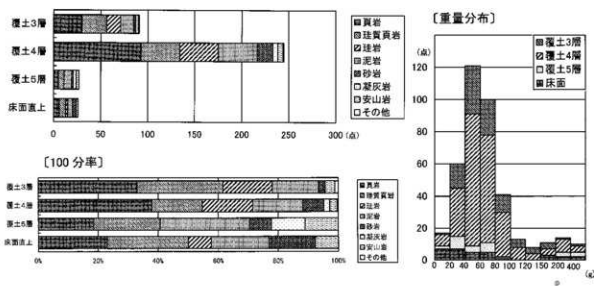 覆土3層
覆土4層
覆土5層
床面直上
0 50 100 150 200 250 300(点)
頁岩
珪質頁岩
珪岩
泥岩
砂岩
凝灰岩
安山岩
その他
〔100分率〕
覆土3層
覆土4層
覆土5層
床面直上
0% 20% 40% 60% 80% 100%
頁岩
珪質頁岩
珪岩
泥岩
砂岩
凝灰岩
安山岩
その他
〔重量分布〕
覆土3層
覆土4層
覆土5層
床面
(点)
120
100
80
60
40
20
0
0 20 40 60 80 100 120 150 200 400
(g)